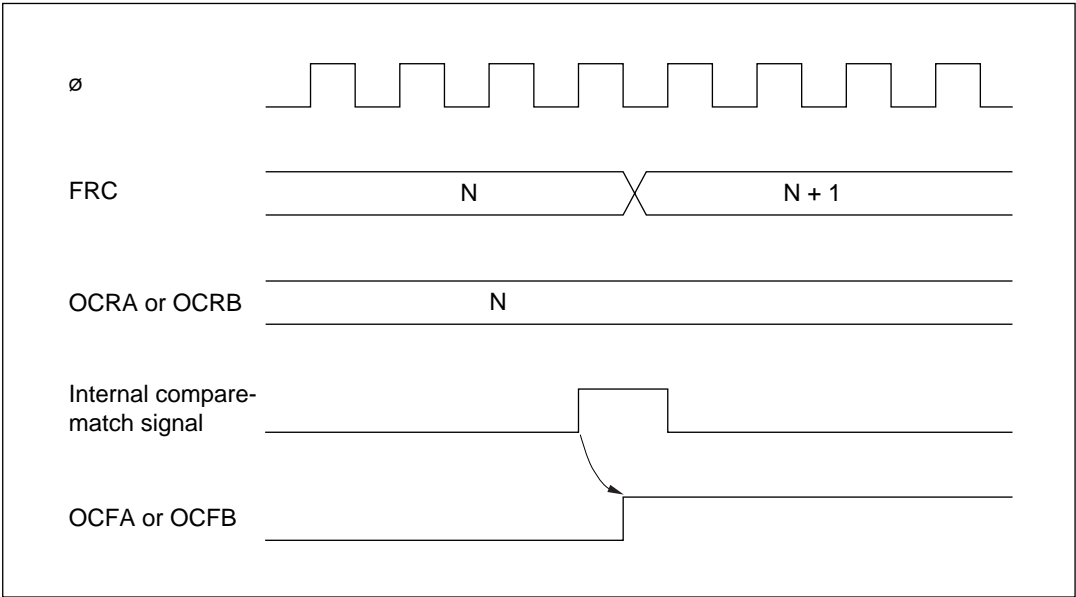 ø
FRC
N
N + 1
OCRA or OCRB
N
Internal compare-
match signal
OCFA or OCFB